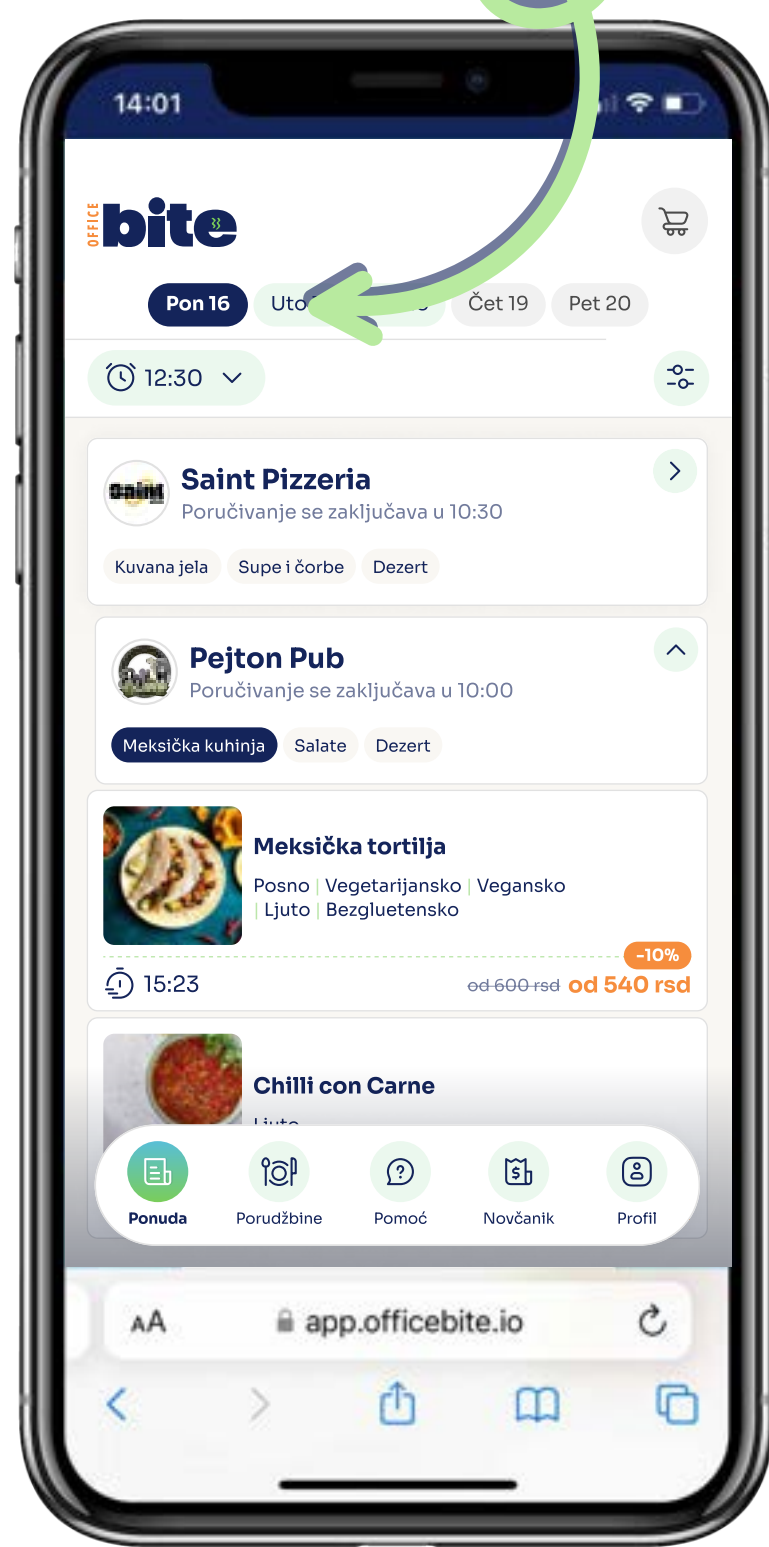 14:01
OFFICE bite
Pon 16 Uto Čet 19 Pet 20
12:30
Saint Pizzeria
Poručivanje se zaključava u 10:30
Kuvana jela Supe i čorbe Dezert
Pejton Pub
Poručivanje se zaključava u 10:00
Meksička kuhinja Salate Dezert
Meksička tortilja
Posno | Vegetarijansko | Vegansko
| Ljuto | Bezgluetensko
-10%
15:23 od 600 rsd od 540 rsd
Chilli con Carne
Ljuto
Ponuda Porudžbine Pomoć Novčanik Profil
AA app.officebite.io